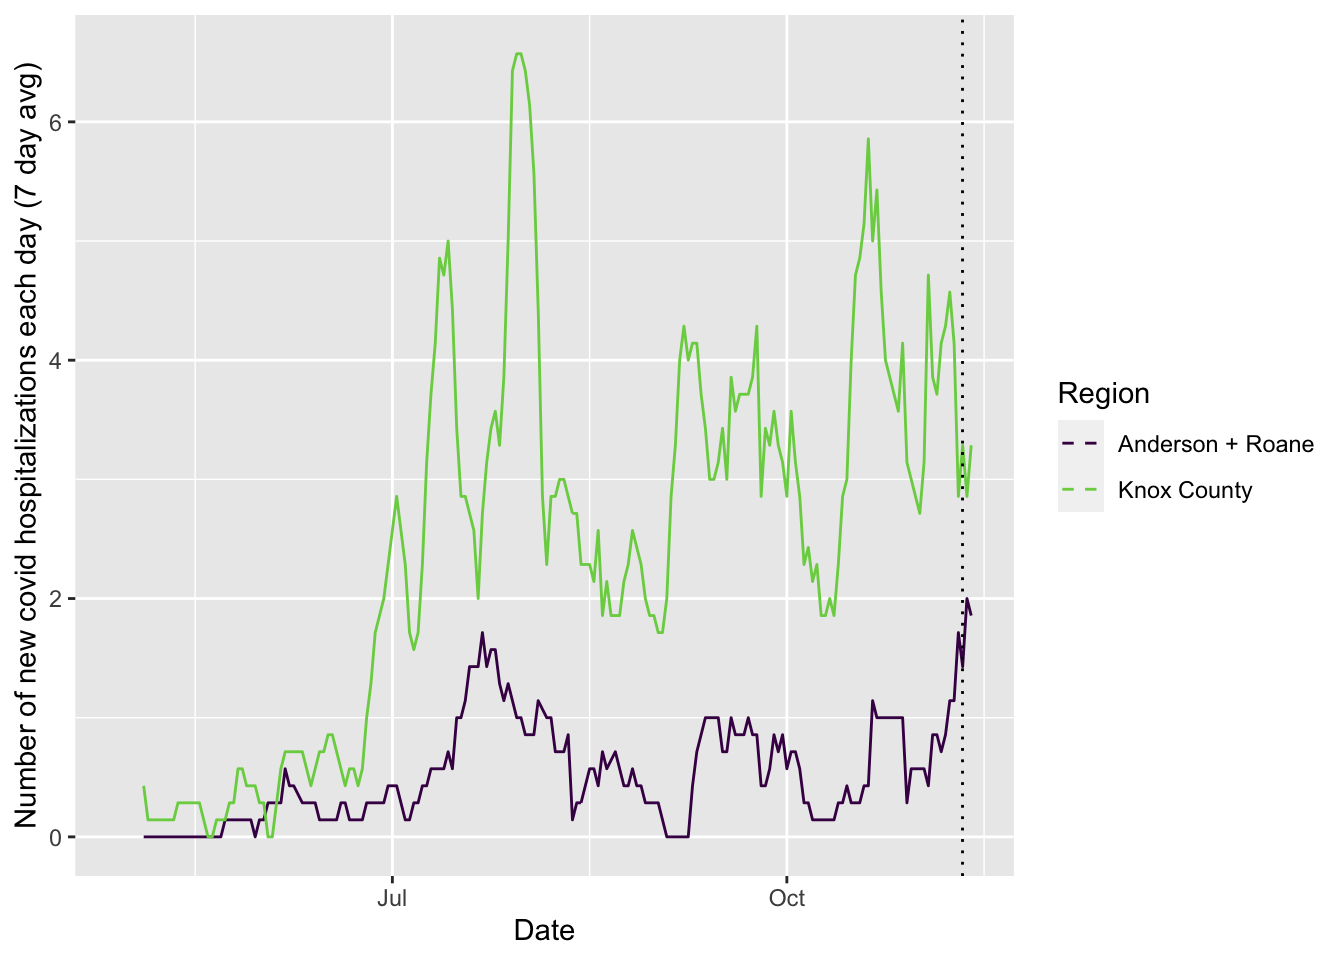 Number of new covid hospitalizations each day (7 day avg)
6
4
2
0
Jul
Oct
Date
Region
Anderson + Roane
Knox County